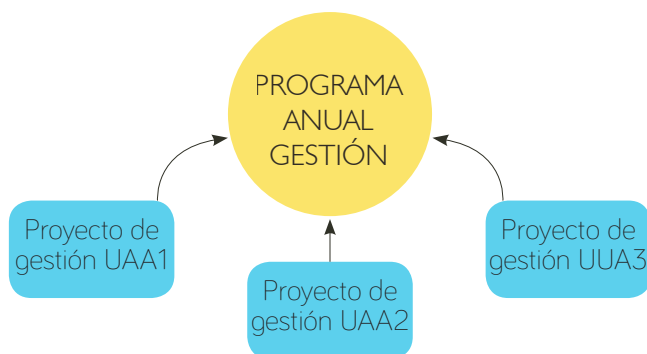 PROGRAMA
ANUAL
GESTIÓN
Proyecto de
gestión UAA1
Proyecto de
gestión UAA2
Proyecto de
gestión UUA3